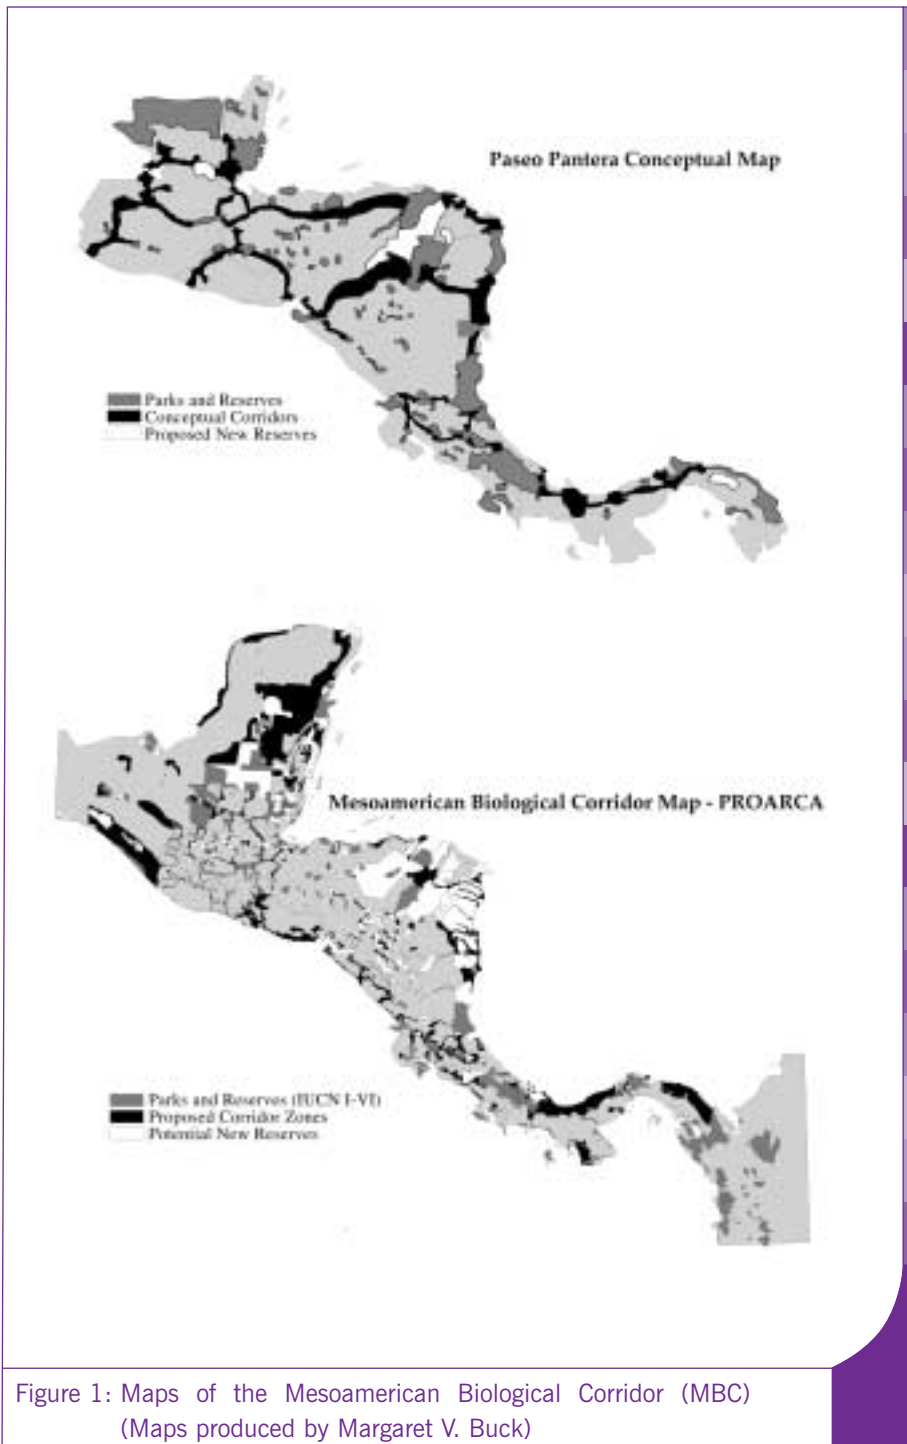 Paseo Pantera Conceptual Map
Parks and Reserves
Conceptual Corridors
Proposed New Reserves
Mesoamerican Biological Corridor Map - PROARCA
Parks and Reserves (IUCN I-VI)
Proposed Corridor Zones
Potential New Reserves
Figure 1: Maps of the Mesoamerican Biological Corridor (MBC)
(Maps produced by Margaret V. Buck)